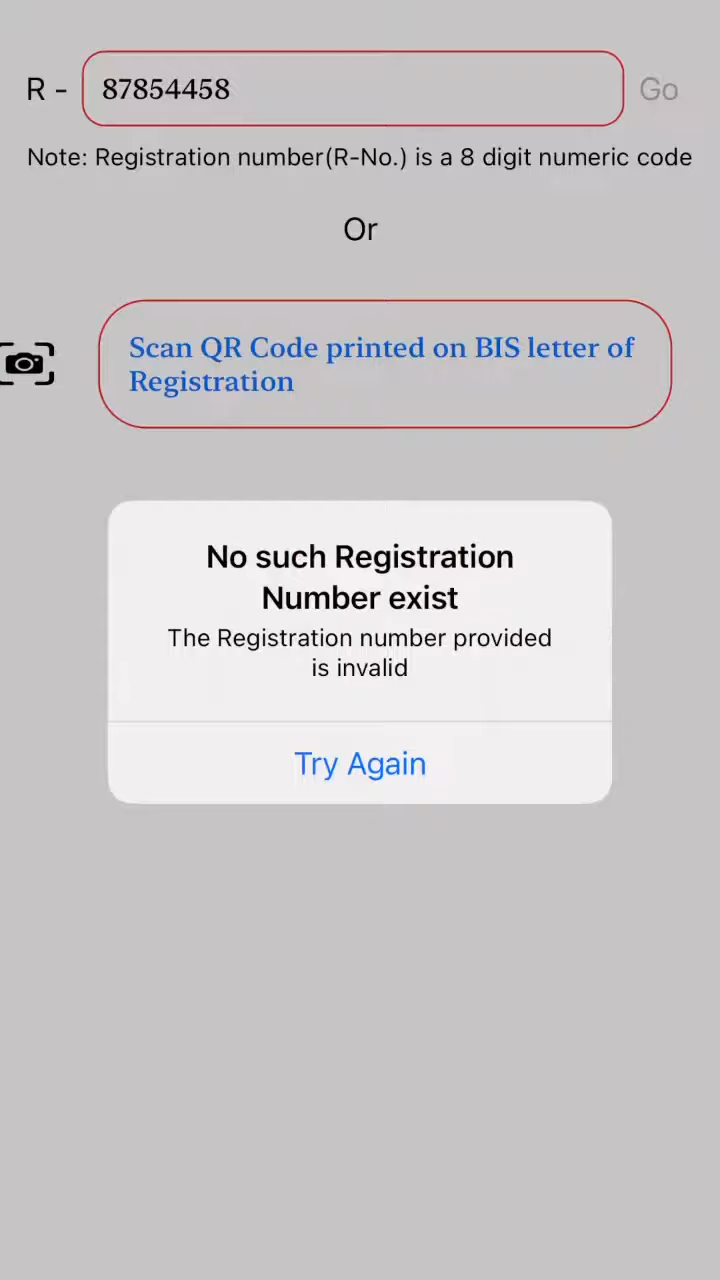 R - 87854458 Go
Note: Registration number(R-No.) is a 8 digit numeric code
Or
Scan QR Code printed on BIS letter of
Registration
No such Registration
Number exist
The Registration number provided
is invalid
Try Again